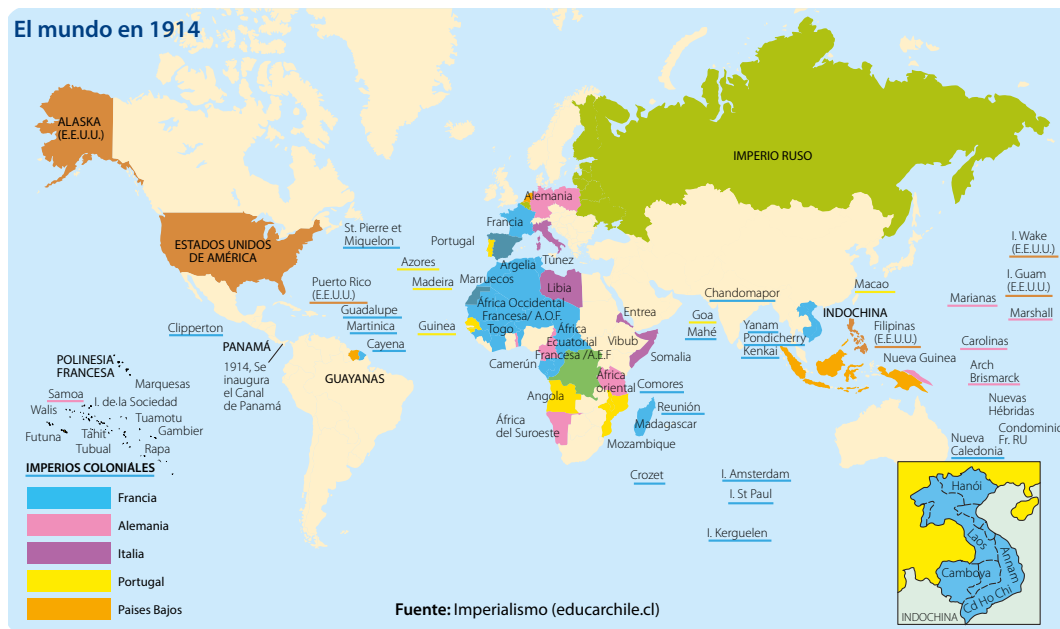 El mundo en 1914
ALASKA
(E.E.U.U.)
IMPERIO RUSO
ESTADOS UNIDOS
DE AMÉRICA
St. Pierre et
Miquelon
Portugal
Francia
Alemania
Azores
Madeira
Marruecos
Argelia
Túnez
Libia
Puerto Rico
(E.E.U.U.)
Guadalupe
Martinica
Cayena
Clipperton
PANAMÁ
1914, Se
inaugura
el Canal
de Panamá
GUAYANAS
Guinea
África Occidental
Francesa/ A.O.F.
Togo
África
Ecuatorial
Francesa /A.E.F
Camerún
Entrea
Vibub
Somalia
África
oriental
Angola
África
del Suroeste
Mozambique
Comores
Reunión
Madagascar
Crozet
I. Amsterdam
I. St Paul
I. Kerguelen
Chandomapor
Goa
Mahé
Yanam
Pondicherry
Kenkai
Macao
INDOCHINA
Filipinas
(E.E.U.U.)
Nueva Guinea
I. Wake
(E.E.U.U.)
I. Guam
(E.E.U.U.)
Marianas
Marshall
Carolinas
Arch
Brismarck
Nuevas
Hébridas
Condominio
Fr. RU
Nueva
Caledonia
POLINESIA
FRANCESA
Marquesas
Samoa
I. de la Sociedad
Walis
Tuamotu
Futuna
Tahit
Gambier
Tubual
Rapa
IMPERIOS COLONIALES
Francia
Alemania
Italia
Portugal
Paises Bajos
Fuente: Imperialismo (educarchile.cl)
Hanói
Laos
Annam
Camboya
Cd Ho Chi
INDOCHINA